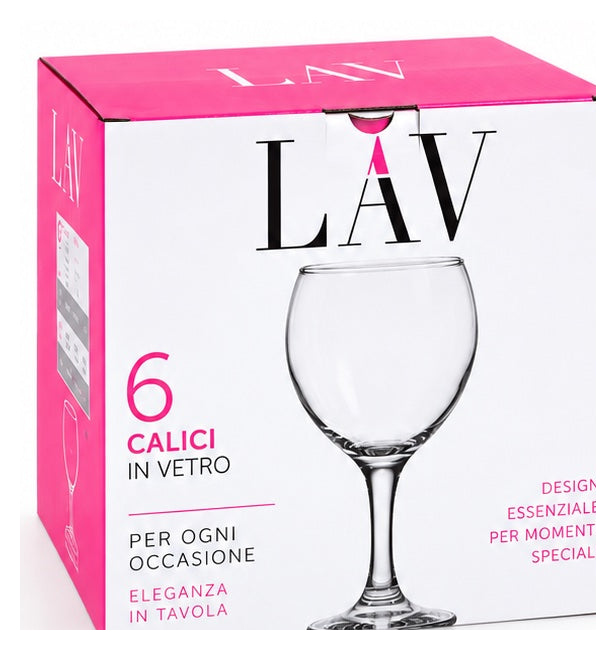 LAV
LAV
LAV
6
CALICI
IN VETRO
PER OGNI
OCCASIONE
ELEGANZA
IN TAVOLA
DESIGN
ESSENZIALE
PER MOMENT
SPECIAL